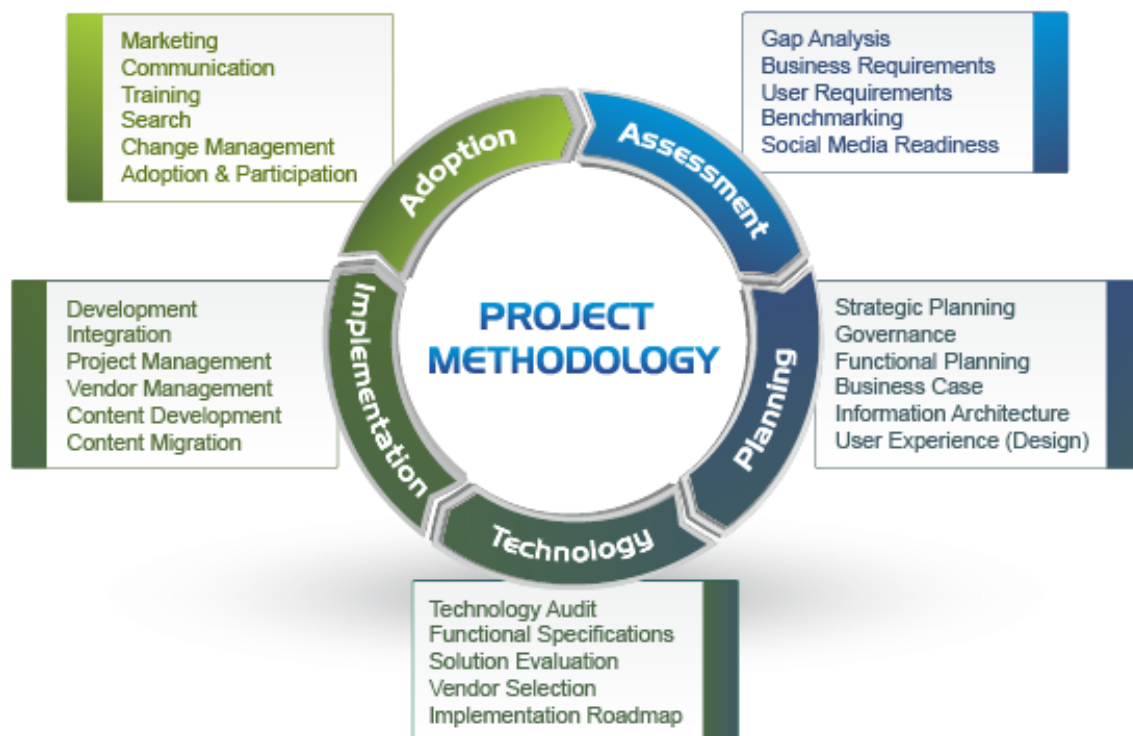 Marketing
Communication
Training
Search
Change Management
Adoption & Participation
Gap Analysis
Business Requirements
User Requirements
Benchmarking
Social Media Readiness
Adoption
Assessment
PROJECT
METHODOLOGY
Development
Integration
Project Management
Vendor Management
Content Development
Content Migration
Implementation
Planning
Strategic Planning
Governance
Functional Planning
Business Case
Information Architecture
User Experience (Design)
Technology
Technology Audit
Functional Specifications
Solution Evaluation
Vendor Selection
Implementation Roadmap